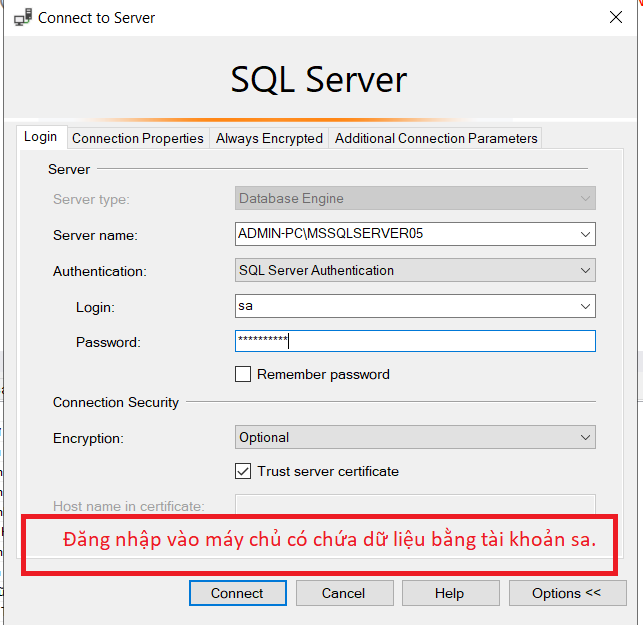 Connect to Server
SQL Server
Login Connection Properties Always Encrypted Additional Connection Parameters
Server
Server type: Database Engine
Server name: ADMIN-PC\MSSQLSERVER05
Authentication: SQL Server Authentication
Login: sa
Password: **********
Remember password
Connection Security
Encryption: Optional
Trust server certificate
Host name in certificate:
Đăng nhập vào máy chủ có chứa dữ liệu bằng tài khoản sa.
Connect Cancel Help Options <<